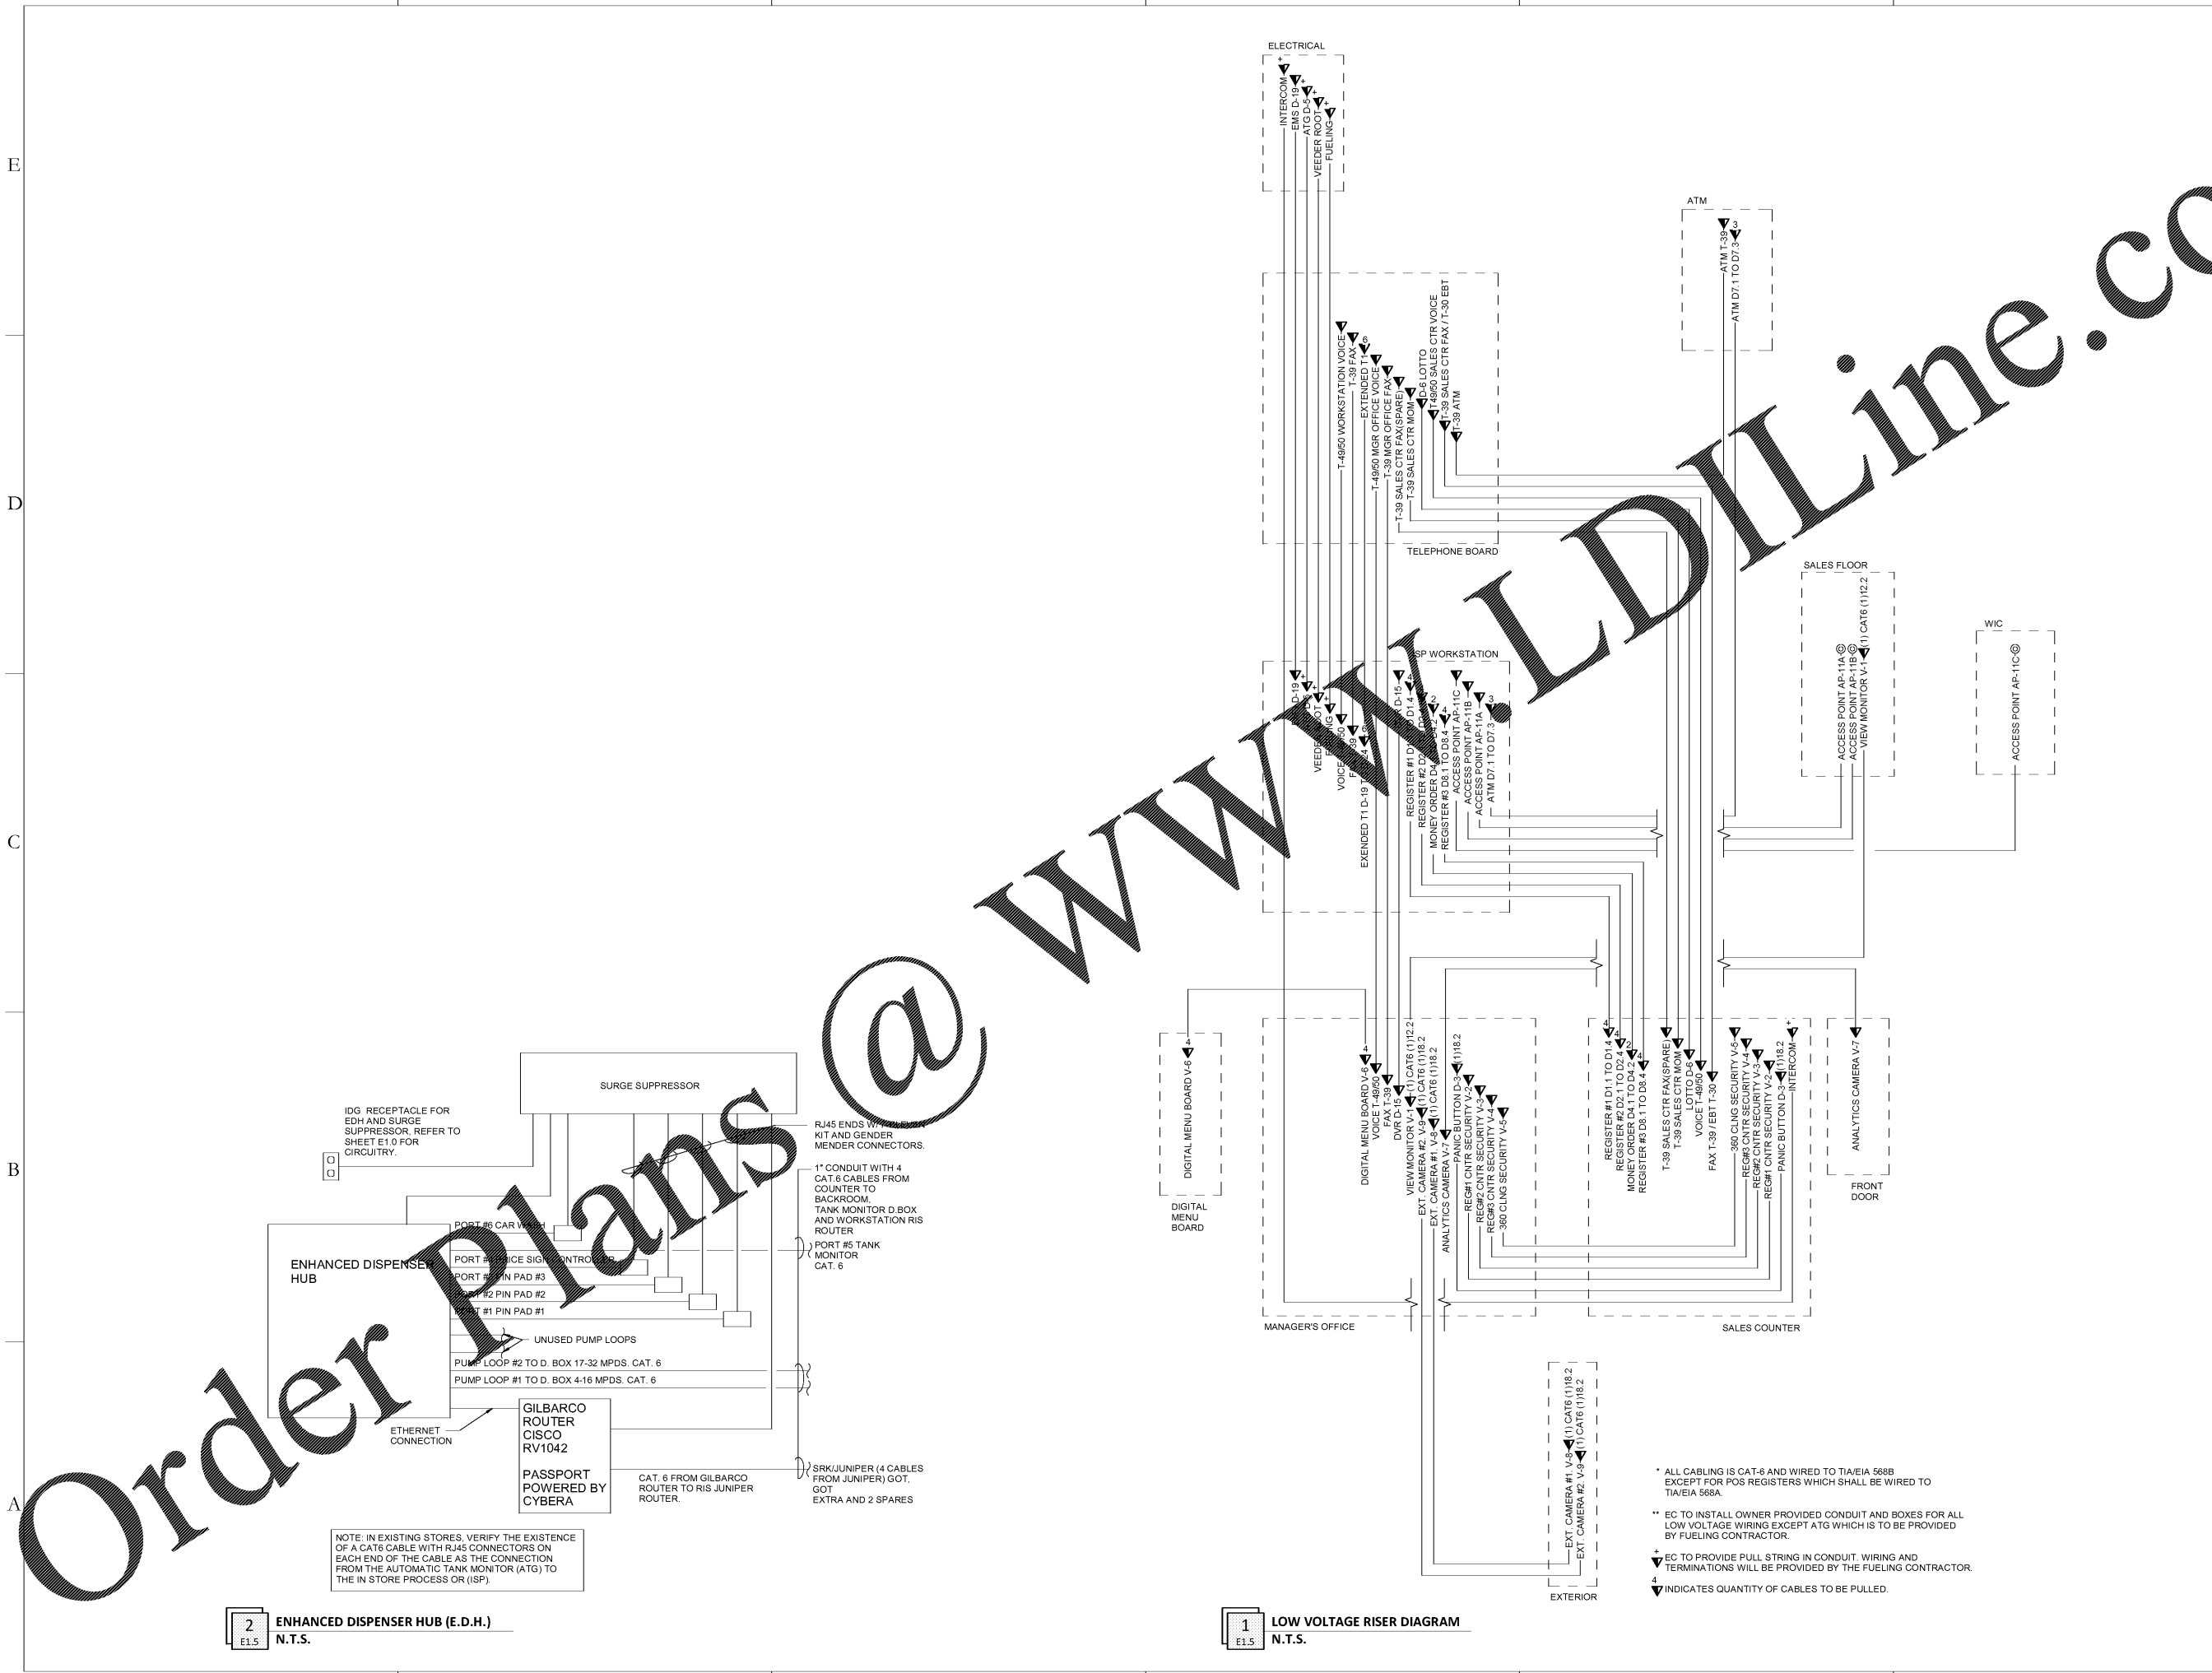 E
D
C
B
A
ELECTRICAL
INTERCOM +
EMS D-19
ATG D-5 +
VEEDER ROOT +
FUELING +
ATM
ATM T-39
ATM D7.1 TO D7.3 3
T-49/50 WORKSTATION VOICE
T-39 FAX
EXTENDED T1 6
T-49/50 MGR OFFICE VOICE
T-39 MGR OFFICE FAX
T-39 SALES CTR FAX(SPARE)
T-39 SALES CTR MOM
D-6 LOTTO
T49/50 SALES CTR VOICE
T-39 SALES CTR FAX / T-30 EBT
T-39 ATM
TELEPHONE BOARD
SALES FLOOR
ACCESS POINT AP-11A
ACCESS POINT AP-11B
VIEW MONITOR V-1 (1) CAT6 (1)12.2
WIC
ACCESS POINT AP-11C
ISP WORKSTATION
REGISTER #3 D8.1 TO D8.4 4
ACCESS POINT AP-11C
ACCESS POINT AP-11B
ACCESS POINT AP-11A
ATM D7.1 TO D7.3 3
DIGITAL MENU BOARD V-6 4
DIGITAL
MENU
BOARD
DIGITAL MENU BOARD V-6 4
VOICE T-49/50
FAX T-39
DVR D-15
VIEW MONITOR V-1 (1) CAT6 (1)12.2
EXT. CAMERA #2. V-9 (1) CAT6 (1)18.2
EXT. CAMERA #1. V-8 (1) CAT6 (1)18.2
ANALYTICS CAMERA V-7
PANIC BUTTON D-3 (1)18.2
REG#1 CNTR SECURITY V-2
REG#2 CNTR SECURITY V-3
REG#3 CNTR SECURITY V-4
360 CLNG SECURITY V-5
MANAGER'S OFFICE
REGISTER #1 D1.1 TO D1.4 4
REGISTER #2 D2.1 TO D2.4 4
MONEY ORDER D4.1 TO D4.2 2
REGISTER #3 D8.1 TO D8.4 4
T-39 SALES CTR FAX(SPARE)
T-39 SALES CTR MOM
LOTTO D-6
VOICE T-49/50
FAX T-39 / EBT T-30
360 CLNG SECURITY V-5
REG#3 CNTR SECURITY V-4
REG#2 CNTR SECURITY V-3
REG#1 CNTR SECURITY V-2
PANIC BUTTON D-3 (1)18.2
INTERCOM +
SALES COUNTER
ANALYTICS CAMERA V-7
FRONT
DOOR
EXT. CAMERA #1. V-8 (1) CAT6 (1)18.2
EXT. CAMERA #2. V-9 (1) CAT6 (1)18.2
EXTERIOR
* ALL CABLING IS CAT-6 AND WIRED TO TIA/EIA 568B
EXCEPT FOR POS REGISTERS WHICH SHALL BE WIRED TO
TIA/EIA 568A.
** EC TO INSTALL OWNER PROVIDED CONDUIT AND BOXES FOR ALL
LOW VOLTAGE WIRING EXCEPT ATG WHICH IS TO BE PROVIDED
BY FUELING CONTRACTOR.
+ EC TO PROVIDE PULL STRING IN CONDUIT. WIRING AND
TERMINATIONS WILL BE PROVIDED BY THE FUELING CONTRACTOR.
4 INDICATES QUANTITY OF CABLES TO BE PULLED.
SURGE SUPPRESSOR
IDG RECEPTACLE FOR
EDH AND SURGE
SUPPRESSOR, REFER TO
SHEET E1.0 FOR
CIRCUITRY.
RJ45 ENDS
KIT AND GENDER
MENDER CONNECTORS.
1" CONDUIT WITH 4
CAT.6 CABLES FROM
COUNTER TO
BACKROOM,
TANK MONITOR D.BOX
AND WORKSTATION RIS
ROUTER
PORT #5 TANK
MONITOR
CAT. 6
ENHANCED DISPENSER
HUB
PORT #6 CAR WASH
PORT #4 PRICE SIGN CONTROLLER
PORT #3 PIN PAD #3
PORT #2 PIN PAD #2
PORT #1 PIN PAD #1
UNUSED PUMP LOOPS
PUMP LOOP #2 TO D. BOX 17-32 MPDS. CAT. 6
PUMP LOOP #1 TO D. BOX 4-16 MPDS. CAT. 6
ETHERNET
CONNECTION
GILBARCO
ROUTER
CISCO
RV1042
PASSPORT
POWERED BY
CYBERA
CAT. 6 FROM GILBARCO
ROUTER TO RIS JUNIPER
ROUTER.
SRK/JUNIPER (4 CABLES
FROM JUNIPER) GOT,
GOT
EXTRA AND 2 SPARES
NOTE: IN EXISTING STORES, VERIFY THE EXISTENCE
OF A CAT6 CABLE WITH RJ45 CONNECTORS ON
EACH END OF THE CABLE AS THE CONNECTION
FROM THE AUTOMATIC TANK MONITOR (ATG) TO
THE IN STORE PROCESS OR (ISP).
2
E1.5
ENHANCED DISPENSER HUB (E.D.H.)
N.T.S.
1
E1.5
LOW VOLTAGE RISER DIAGRAM
N.T.S.
Order Plans @ www.LDILine.co